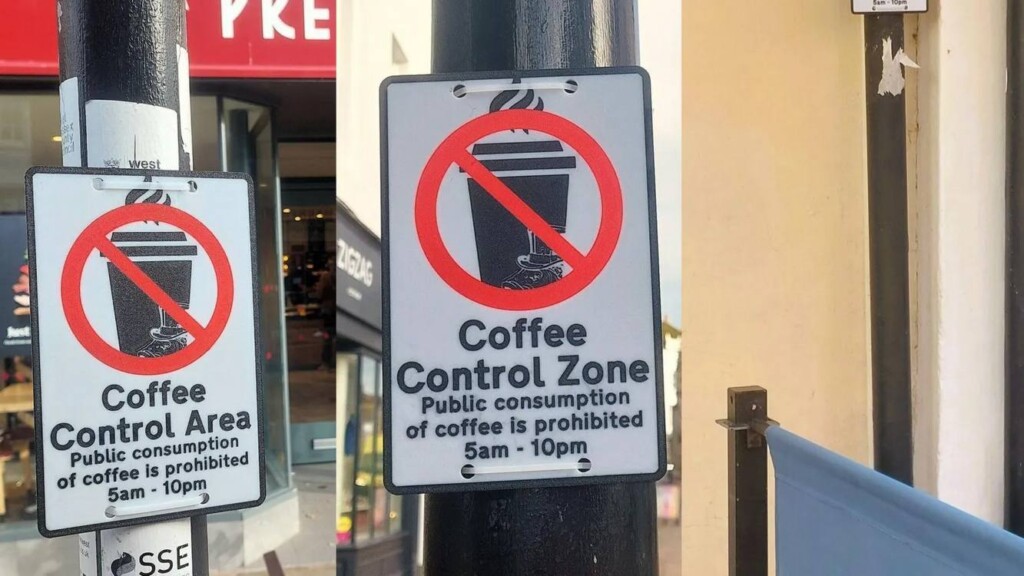 PRE
west
Coffee
Control Area
Public consumption
of coffee is prohibited
5am - 10pm
SSE
ZIGZAG
Coffee
Control Zone
Public consumption
of coffee is prohibited
5am - 10pm
5am - 10pm